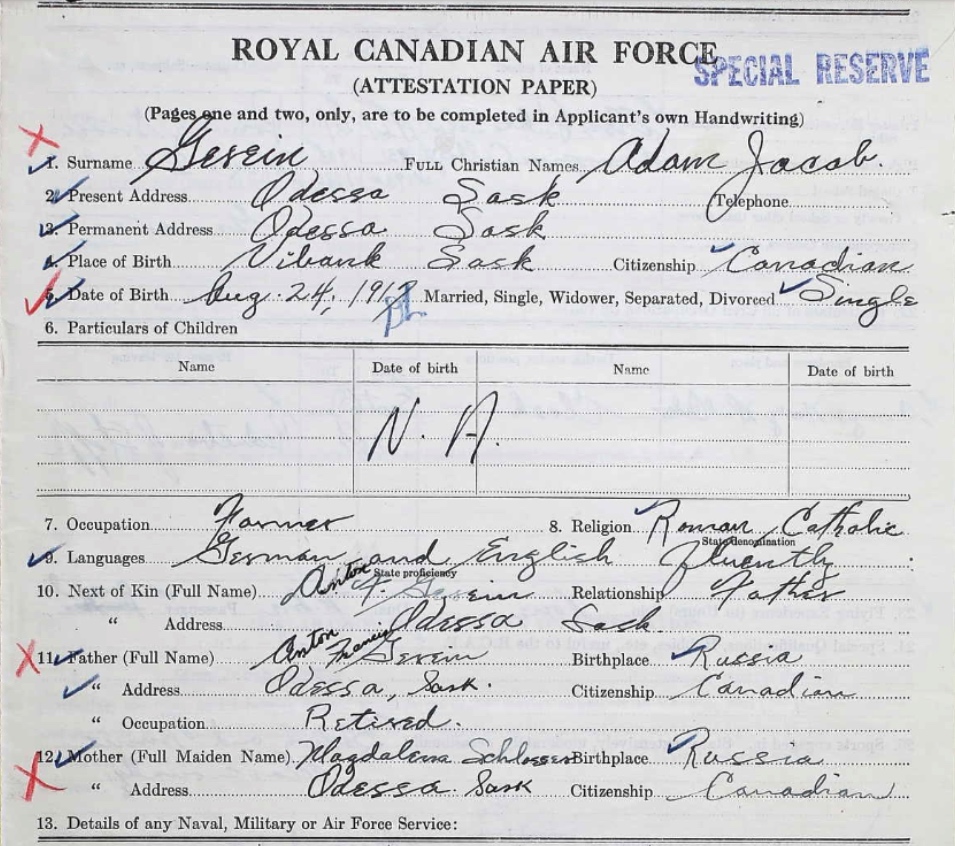 ROYAL CANADIAN AIR FORCE
SPECIAL RESERVE
(ATTESTATION PAPER)
(Pages one and two, only, are to be completed in Applicant's own Handwriting)
1. Surname Gerein FULL Christian Names Adam Jacob.
2. Present Address Odessa Sask Telephone
3. Permanent Address Odessa Sask
4. Place of Birth Vibank Sask Citizenship Canadian
5. Date of Birth Aug. 24, Married, Single, Widower, Separated, Divorced Single
6. Particulars of Children
Name Date of birth Name Date of birth
N. A.
7. Occupation Farmer 8. Religion Roman Catholic
State denomination
9. Languages German and English fluently
State proficiency
10. Next of Kin (Full Name) Anton F. Gerein Relationship Father
" Address Odessa Sask
11. Father (Full Name) Anton Francis Gerein Birthplace Russia
" Address Odessa, Sask. Citizenship Canadian
" Occupation Retired.
12. Mother (Full Maiden Name) Magdalena Schlosser Birthplace Russia
" Address Odessa. Sask Citizenship Canadian
13. Details of any Naval, Military or Air Force Service: